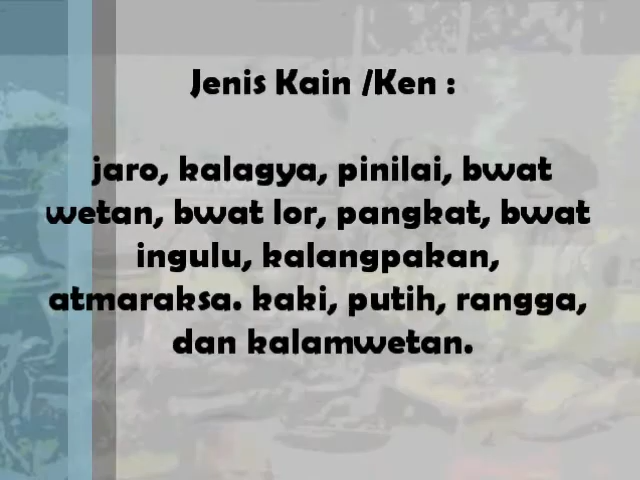 Jenis Kain /Ken :
jaro, kalagya, pinilai, bwat
wetan, bwat lor, pangkat, bwat
ingulu, kalangpakan,
atmaraksa. kaki, putih, rangga,
dan kalamwetan.